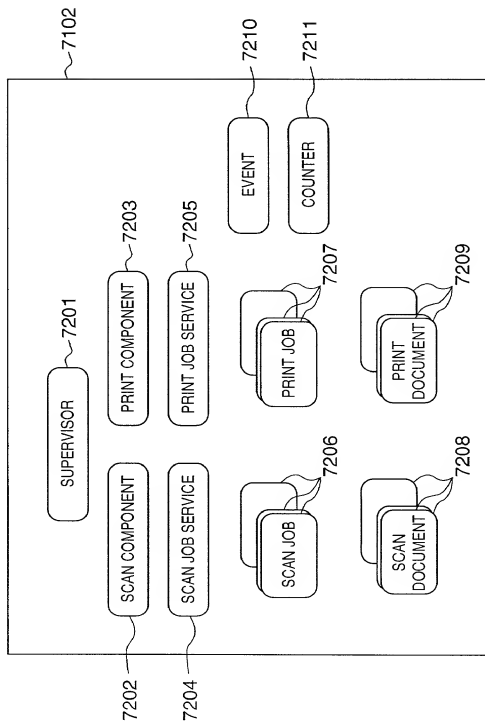 7102
7201
SUPERVISOR
7202
SCAN COMPONENT
PRINT COMPONENT
7203
7204
SCAN JOB SERVICE
PRINT JOB SERVICE
7205
EVENT
7210
COUNTER
7211
SCAN JOB
7206
PRINT JOB
7207
SCAN
DOCUMENT
7208
PRINT
DOCUMENT
7209